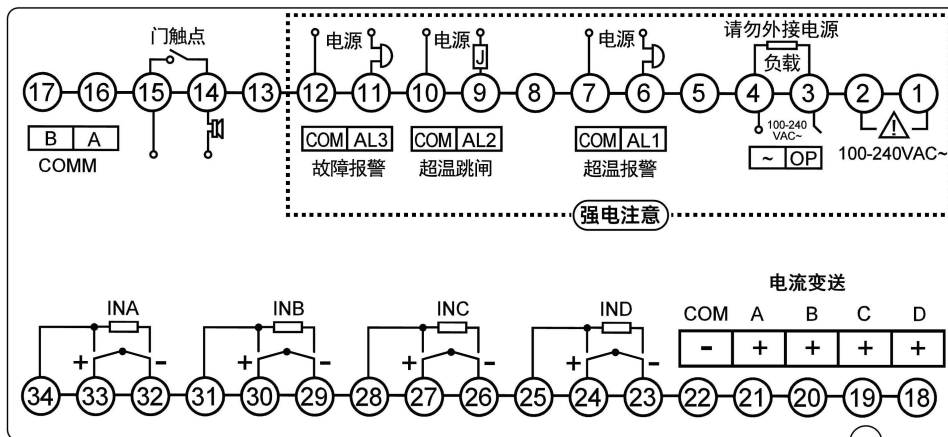 门触点
电源
电源
电源
请勿外接电源
J
负载
17 16 15 14 13 12 11 10 9 8 7 6 5 4 3 2 1
100-240
VAC~
B A
COM AL3
COM AL2
COM AL1
~ OP
100-240VAC~
COMM
故障报警
超温跳闸
超温报警
强电注意
电流变送
INA
INB
INC
IND
COM A B C D
- + + + +
+ -
+ -
+ -
+ -
34 33 32 31 30 29 28 27 26 25 24 23 22 21 20 19 18